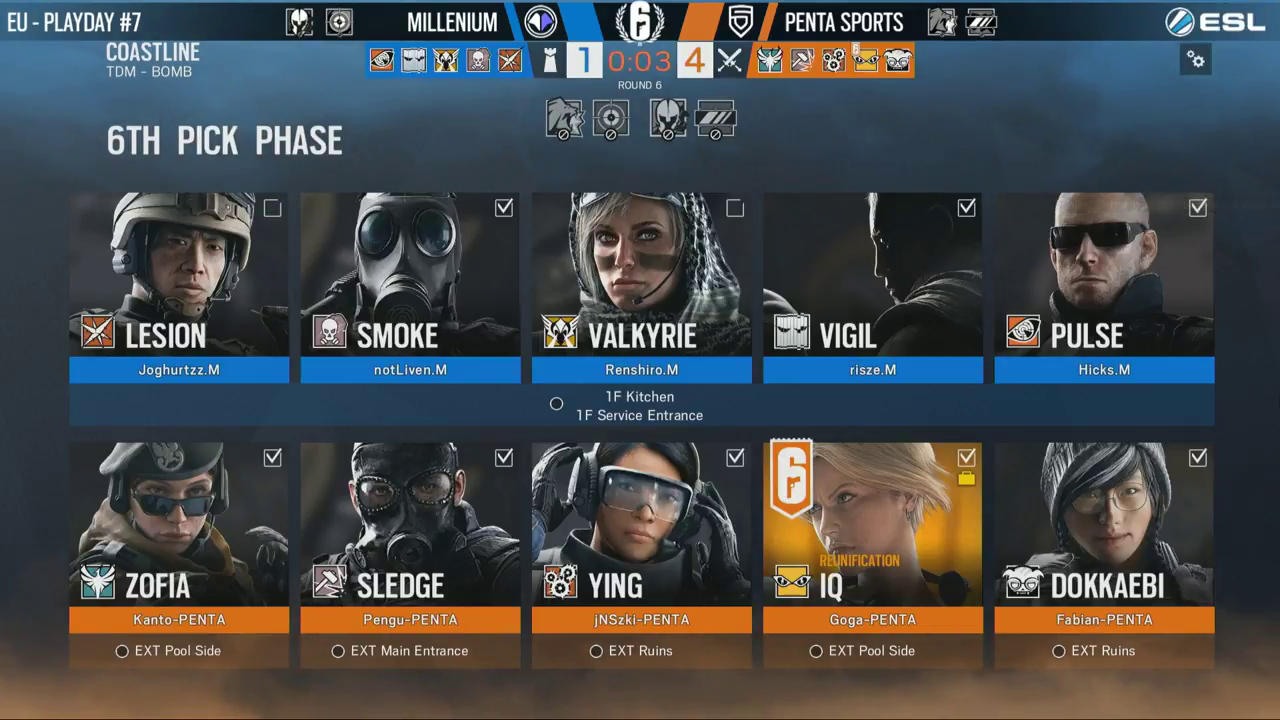 EU - PLAYDAY #7
MILLENIUM
6
PENTA SPORTS
ESL
COASTLINE
TDM - BOMB
1
0:03
4
6
ROUND 6
6TH PICK PHASE
LESION
SMOKE
VALKYRIE
VIGIL
PULSE
Joghurtzz.M
notLiven.M
Renshiro.M
risze.M
Hicks.M
1F Kitchen
1F Service Entrance
6
REUNIFICATION
ZOFIA
SLEDGE
YING
IQ
DOKKAEBI
Kanto-PENTA
Pengu-PENTA
jNSzki-PENTA
Goga-PENTA
Fabian-PENTA
EXT Pool Side
EXT Main Entrance
EXT Ruins
EXT Pool Side
EXT Ruins